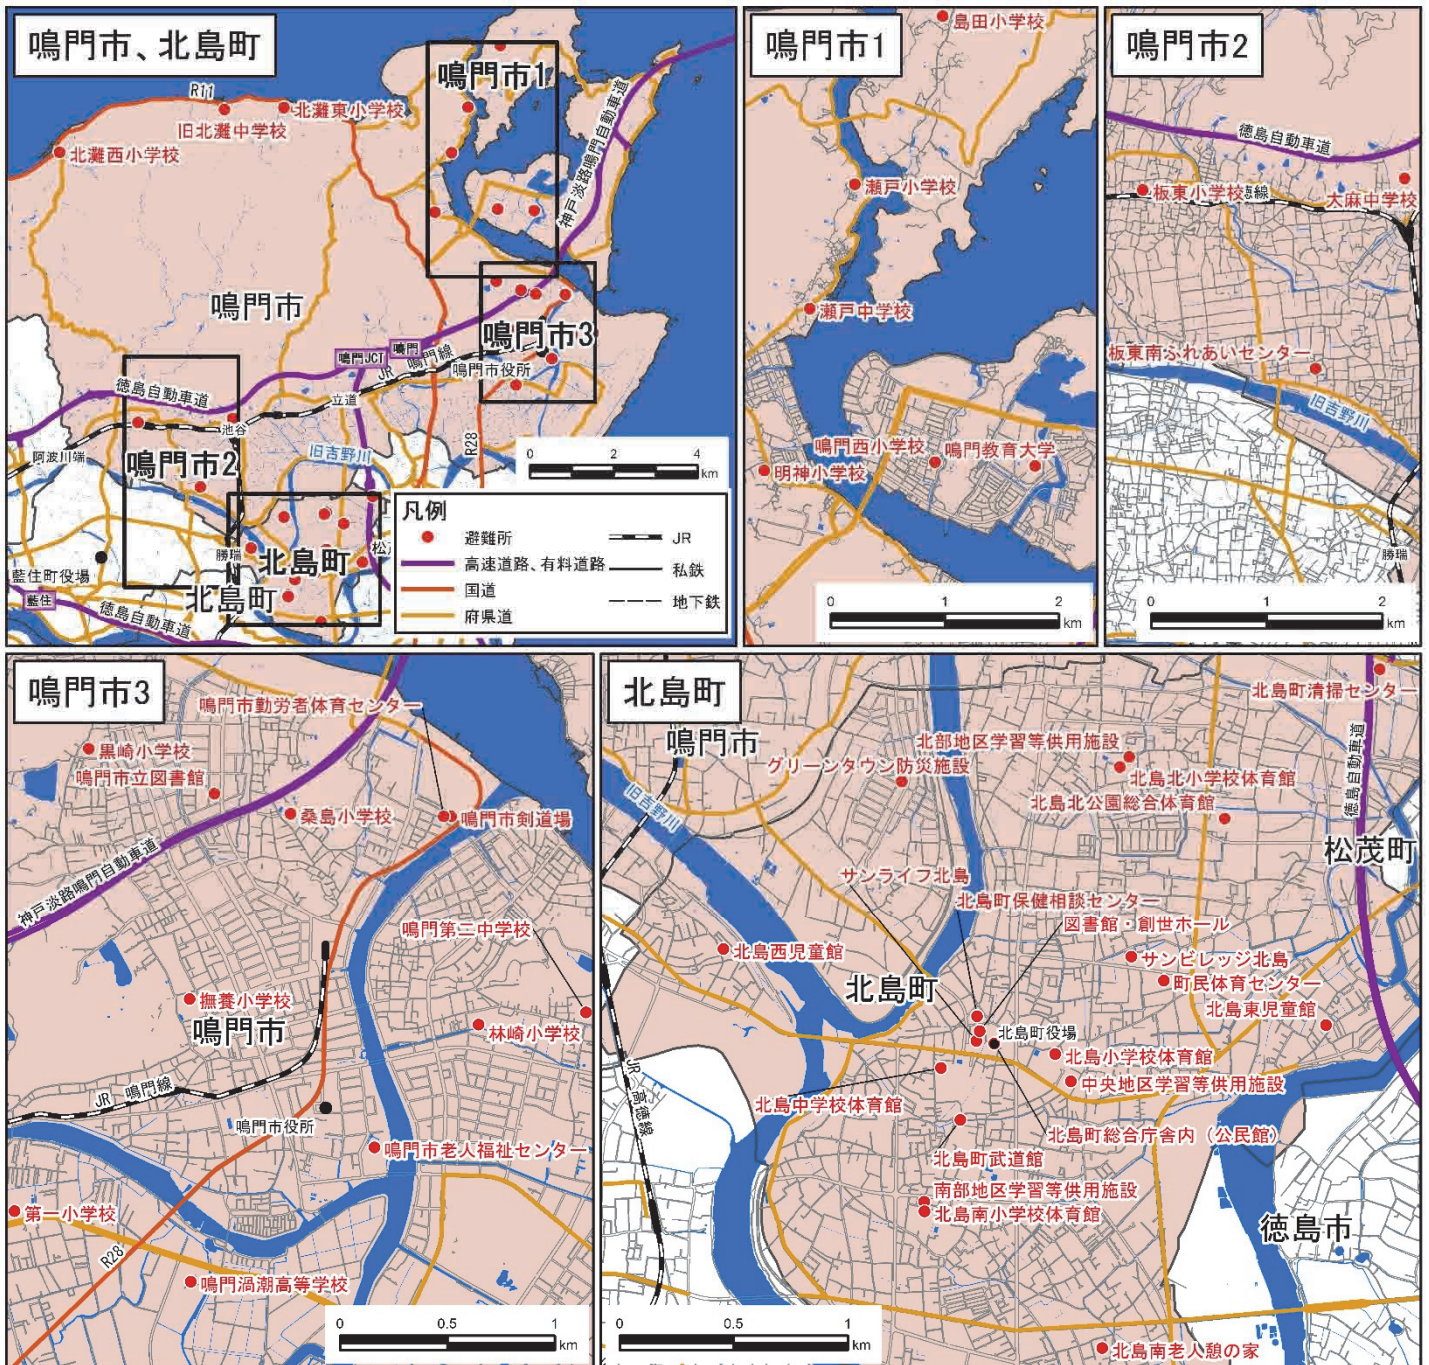 鳴門市、北島町
鳴門市1
R11
北灘東小学校
旧北灘中学校
北灘西小学校
神戸淡路鳴門自動車道
鳴門市
鳴門市3
鳴門
鳴門JCT
JR 鳴門線
鳴門市役所
徳島自動車道
立道
池谷
R28
阿波川端
鳴門市2
旧吉野川
0 2 4
km
勝瑞
北島町
松
藍住町役場
北島町
藍住
徳島自動車道
凡例
避難所
高速道路、有料道路
国道
府県道
JR
私鉄
地下鉄
鳴門市1
島田小学校
瀬戸小学校
瀬戸中学校
鳴門西小学校
鳴門教育大学
明神小学校
0 1 2
km
鳴門市2
徳島自動車道
板東小学校
徳線
大麻中学校
板東南ふれあいセンター
旧吉野川
勝瑞
0 1 2
km
鳴門市3
鳴門市勤労者体育センター
黒崎小学校
鳴門市立図書館
桑島小学校
鳴門市剣道場
神戸淡路鳴門自動車道
鳴門第二中学校
撫養小学校
鳴門市
林崎小学校
JR 鳴門線
鳴門市役所
鳴門市老人福祉センター
第一小学校
R28
鳴門渦潮高等学校
0 0.5 1
km
北島町
北島町清掃センター
鳴門市
北部地区学習等供用施設
グリーンタウン防災施設
北島北小学校体育館
旧吉野川
北島北公園総合体育館
徳島自動車道
松茂町
サンライフ北島
北島町保健相談センター
図書館・創世ホール
北島西児童館
サンビレッジ北島
北島町
町民体育センター
北島東児童館
北島町役場
北島小学校体育館
JR 高徳線
中央地区学習等供用施設
北島中学校体育館
北島町総合庁舎内（公民館）
北島町武道館
南部地区学習等供用施設
北島南小学校体育館
徳島市
0 0.5 1
km
北島南老人憩の家